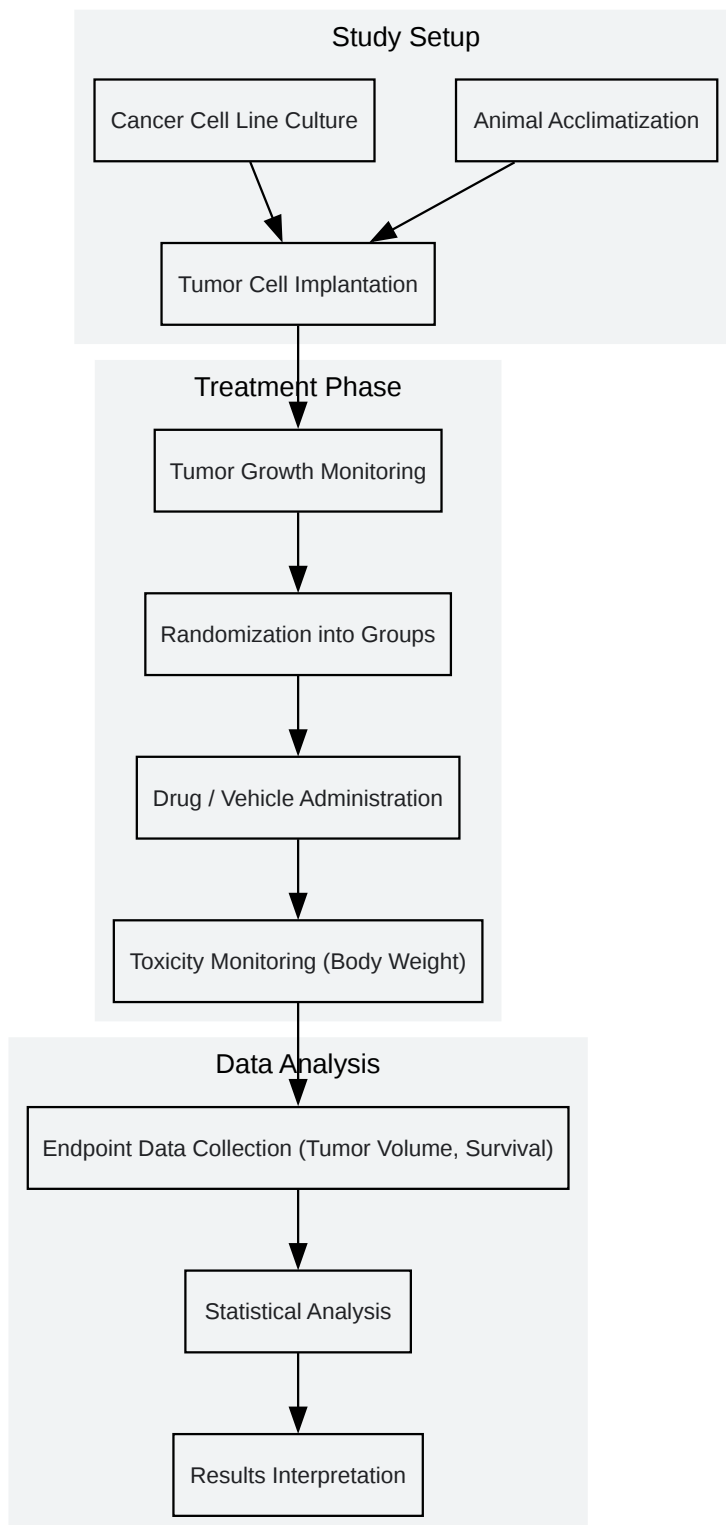 Study Setup
Cancer Cell Line Culture
Animal Acclimatization
Tumor Cell Implantation
Treatment Phase
Tumor Growth Monitoring
Randomization into Groups
Drug / Vehicle Administration
Toxicity Monitoring (Body Weight)
Data Analysis
Endpoint Data Collection (Tumor Volume, Survival)
Statistical Analysis
Results Interpretation